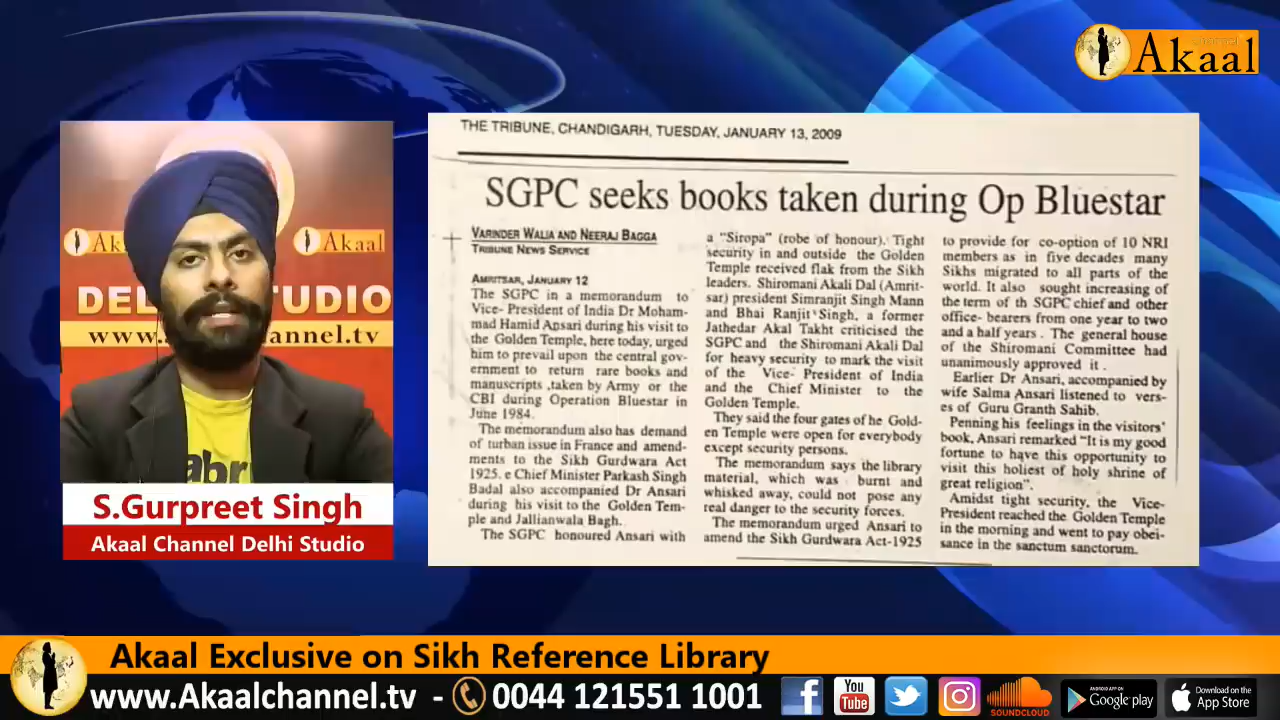 channel
Akaal
THE TRIBUNE, CHANDIGARH, TUESDAY, JANUARY 13, 2009
SGPC seeks books taken during Op Bluestar
VARINDER WALIA AND NEERAJ BAGGA
TRIBUNE NEWS SERVICE
AMRITSAR, JANUARY 12
The SGPC in a memorandum to
Vice- President of India Dr Moham-
mad Hamid Ansari during his visit to
the Golden Temple, here today, urged
him to prevail upon the central gov-
ernment to return rare books and
manuscripts ,taken by Army or the
CBI during Operation Bluestar in
June 1984.
The memorandum also has demand
of turban issue in France and amend-
ments to the Sikh Gurdwara Act
1925. e Chief Minister Parkash Singh
Badal also accompanied Dr Ansari
during his visit to the Golden Tem-
ple and Jallianwala Bagh.
The SGPC honoured Ansari with
a “Siropa” (robe of honour). Tight
security in and outside the Golden
Temple received flak from the Sikh
leaders. Shiromani Akali Dal (Amrit-
sar) president Simranjit Singh Mann
and Bhai Ranjit Singh, a former
Jathedar Akal Takht criticised the
SGPC and the Shiromani Akali Dal
for heavy security to mark the visit
of the Vice- President of India
and the Chief Minister to the
Golden Temple.
They said the four gates of he Gold-
en Temple were open for everybody
except security persons.
The memorandum says the library
material, which was burnt and
whisked away, could not pose any
real danger to the security forces.
The memorandum urged Ansari to
amend the Sikh Gurdwara Act-1925
to provide for co-option of 10 NRI
members as in five decades many
Sikhs migrated to all parts of the
world. It also sought increasing of
the term of th SGPC chief and other
office- bearers from one year to two
and a half years . The general house
of the Shiromani Committee had
unanimously approved it .
Earlier Dr Ansari, accompanied by
wife Salma Ansari listened to vers-
es of Guru Granth Sahib.
Penning his feelings in the visitors'
book, Ansari remarked “It is my good
fortune to have this opportunity to
visit this holiest of holy shrine of
great religion”.
Amidst tight security, the Vice-
President reached the Golden Temple
in the morning and went to pay obei-
sance in the sanctum sanctorum.
Aka
Akaal
DEL STUDIO
www. annel.tv
abr
S.Gurpreet Singh
Akaal Channel Delhi Studio
Akaal Exclusive on Sikh Reference Library
www.Akaalchannel.tv - 0044 121551 1001
You
Tube
SOUNDCLOUD
ANDROID APP ON
Google play
Download on the
App Store